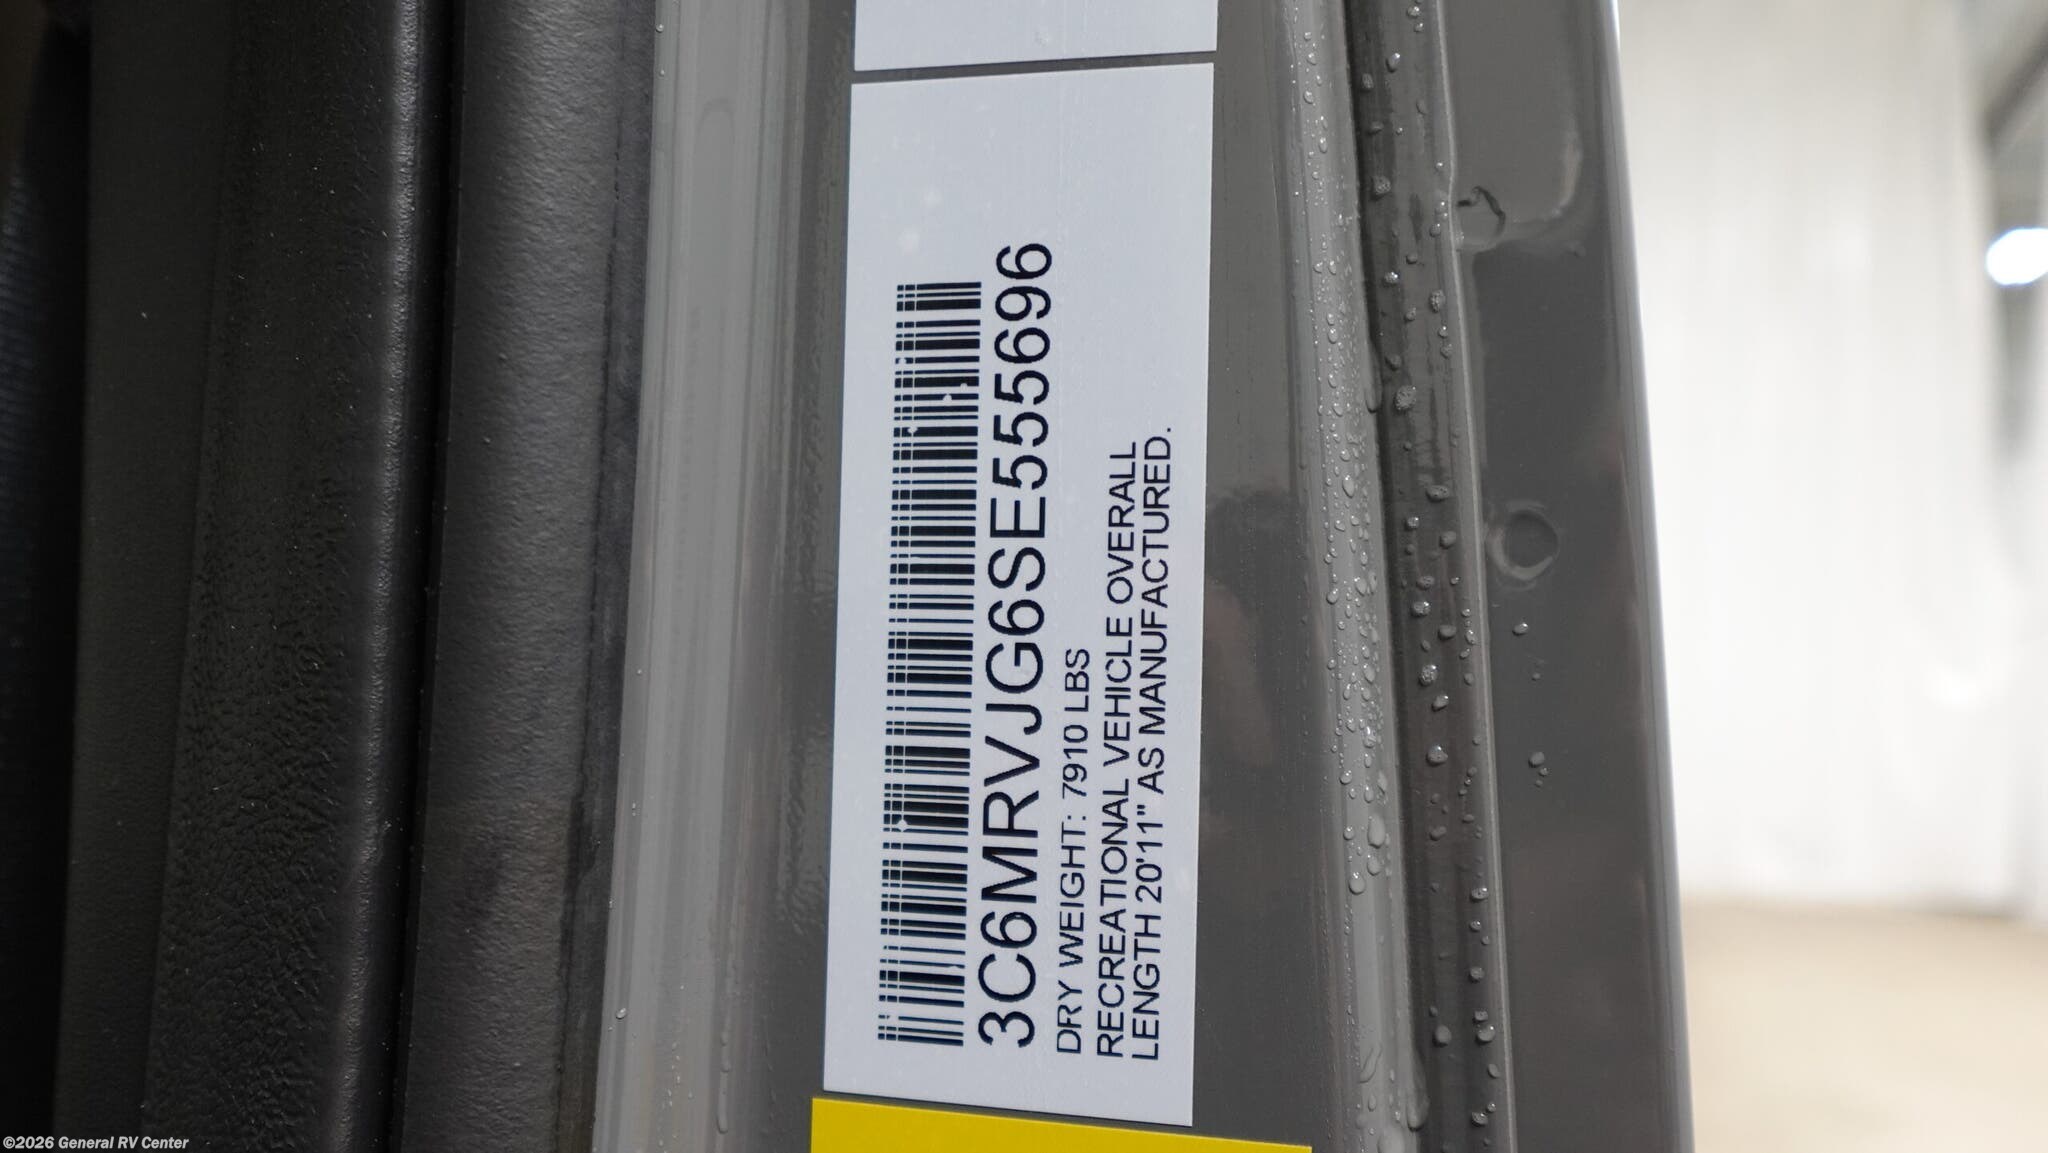 3C6MRVJG6SE555696
DRY WEIGHT: 7910 LBS
RECREATIONAL VEHICLE OVERALL
LENGTH 20'11" AS MANUFACTURED.
©2026 General RV Center